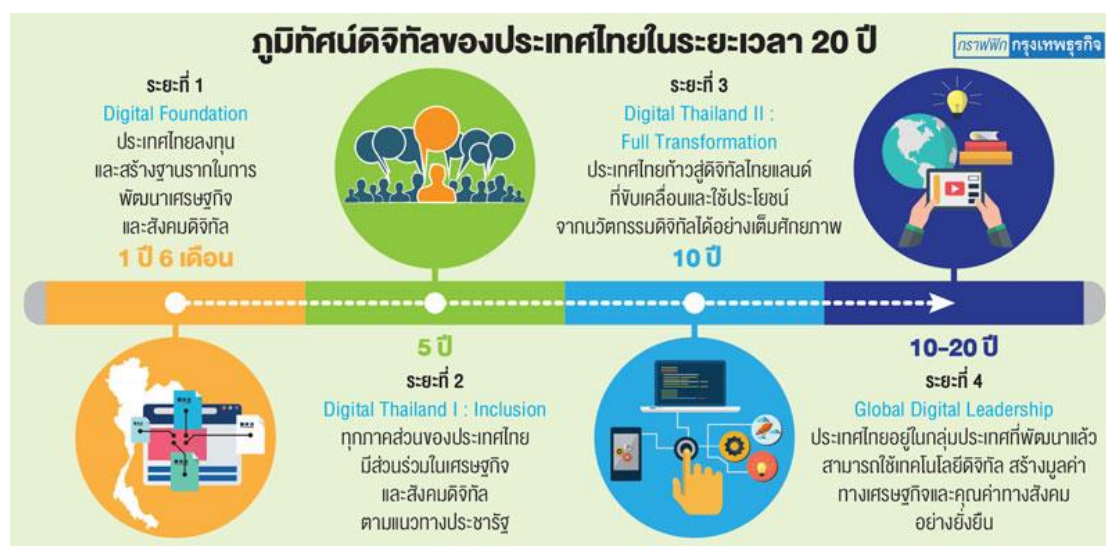 ภูมิทัศน์ดิจิทัลของประเทศไทยในระยะเวลา 20 ปี
กราฟฟิก กรุงเทพธุรกิจ
ระยะที่ 1
Digital Foundation
ประเทศไทยลงทุน
และสร้างฐานรากในการ
พัฒนาเศรษฐกิจ
และสังคมดิจิทัล
1 ปี 6 เดือน
5 ปี
ระยะที่ 2
Digital Thailand I : Inclusion
ทุกภาคส่วนของประเทศไทย
มีส่วนร่วมในเศรษฐกิจ
และสังคมดิจิทัล
ตามแนวทางประชารัฐ
ระยะที่ 3
Digital Thailand II :
Full Transformation
ประเทศไทยก้าวสู่ดิจิทัลไทยแลนด์
ที่ขับเคลื่อนและใช้ประโยชน์
จากนวัตกรรมดิจิทัลได้อย่างเต็มศักยภาพ
10 ปี
10-20 ปี
ระยะที่ 4
Global Digital Leadership
ประเทศไทยอยู่ในกลุ่มประเทศที่พัฒนาแล้ว
สามารถใช้เทคโนโลยีดิจิทัล สร้างมูลค่า
ทางเศรษฐกิจและคุณค่าทางสังคม
อย่างยั่งยืน